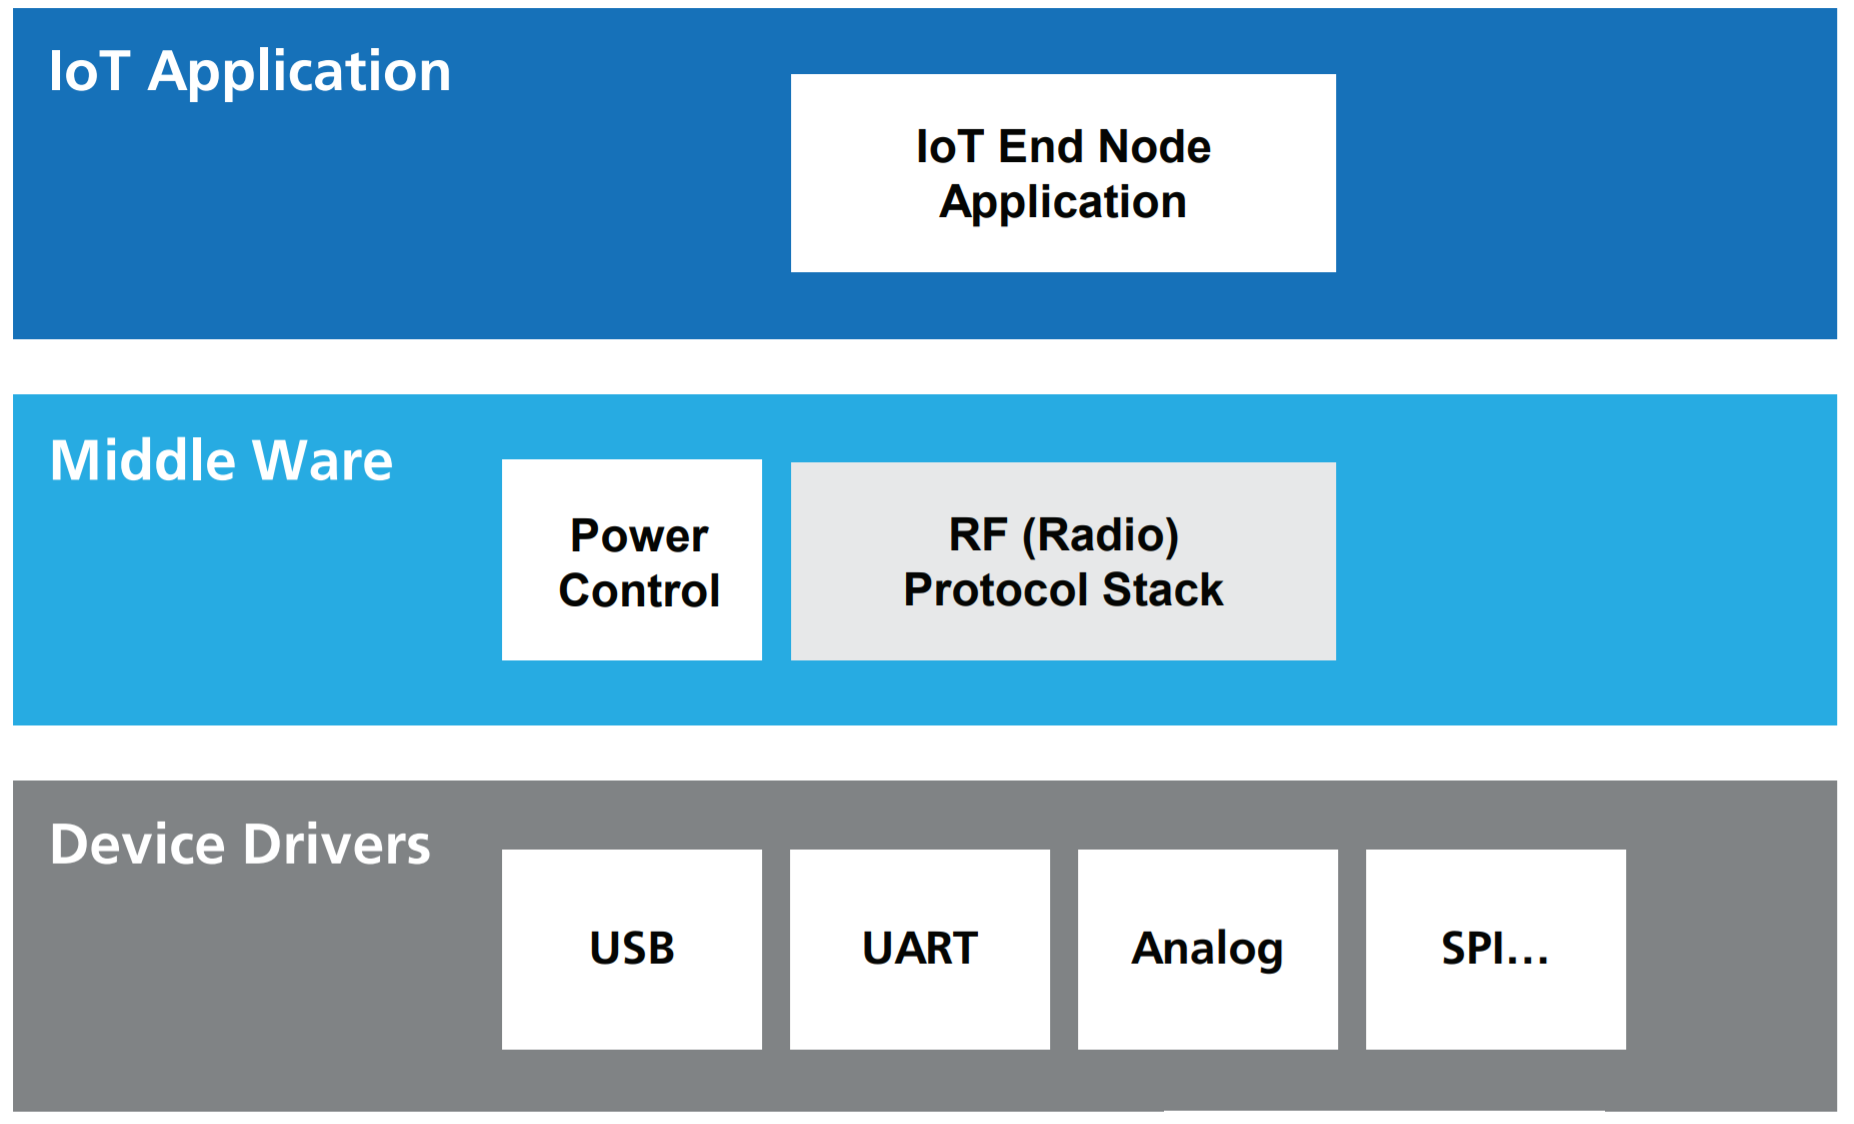 IoT Application
IoT End Node
Application
Middle Ware
Power
Control
RF (Radio)
Protocol Stack
Device Drivers
USB
UART
Analog
SPI...